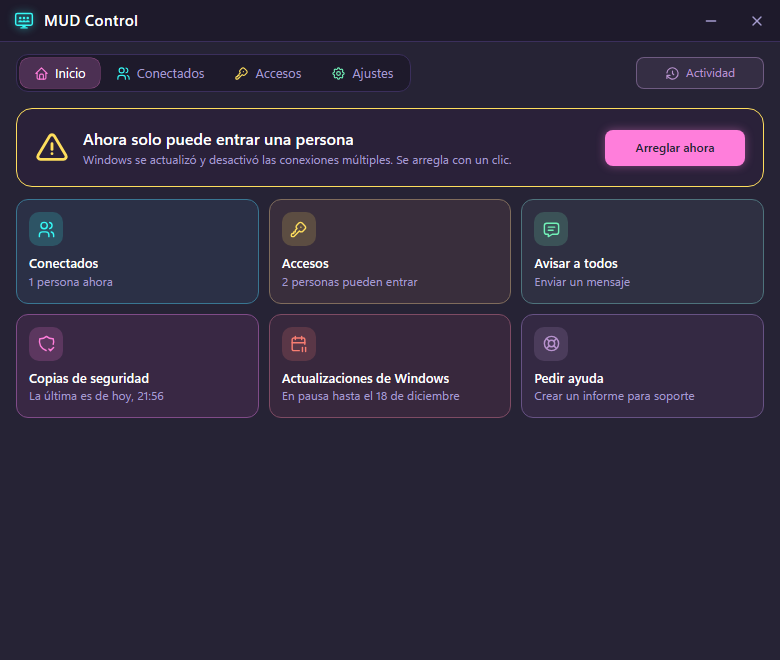 MUD Control
Inicio
Conectados
Accesos
Ajustes
Actividad
Ahora solo puede entrar una persona
Windows se actualizó y desactivó las conexiones múltiples. Se arregla con un clic.
Arreglar ahora
Conectados
1 persona ahora
Accesos
2 personas pueden entrar
Avisar a todos
Enviar un mensaje
Copias de seguridad
La última es de hoy, 21:56
Actualizaciones de Windows
En pausa hasta el 18 de diciembre
Pedir ayuda
Crear un informe para soporte